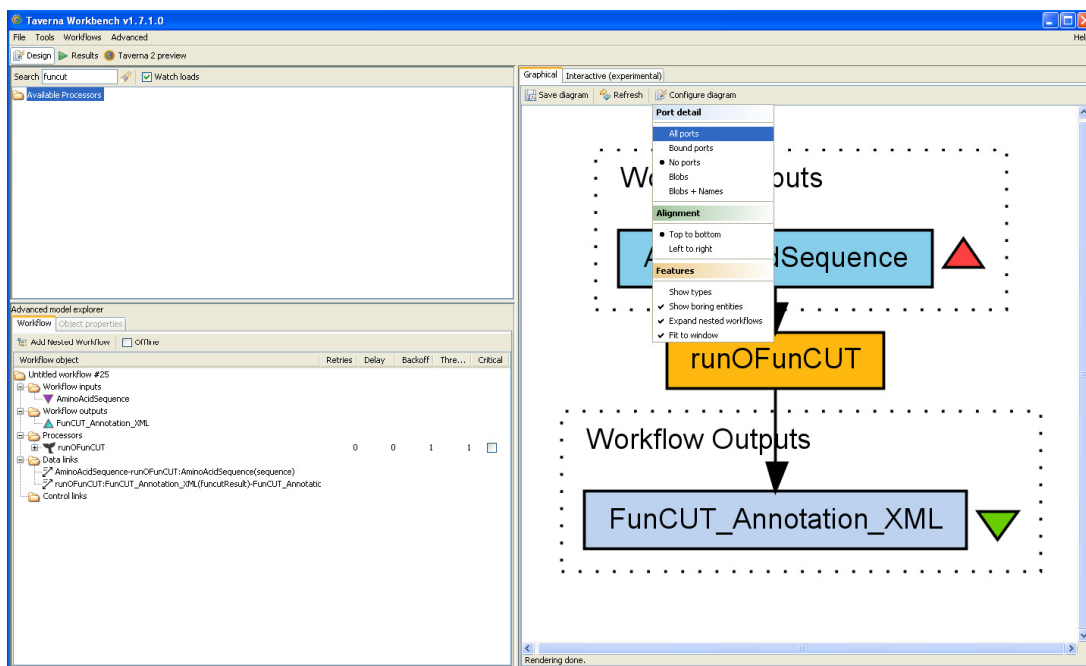 Taverna Workbench v1.7.1.0
File Tools Workflows Advanced
Hel
Design Results Taverna 2 preview
Search funcut Watch loads
Available Processors
Advanced model explorer
Workflow Object properties
Add Nested Workflow Offline
Workflow object Retries Delay Backoff Thre... Critical
Untitled workflow #25
Workflow inputs
AminoAcidSequence
Workflow outputs
FunCUT_Annotation_XML
Processors
runOFunCUT 0 0 1 1
Data links
AminoAcidSequence-runOFunCUT:AminoAcidSequence(sequence)
runOFunCUT:FunCUT_Annotation_XML(funcutResult)-FunCUT_Annotatic
Control links
Graphical Interactive (experimental)
Save diagram Refresh Configure diagram
Port detail
All ports
Bound ports
No ports
Blobs
Blobs + Names
Alignment
Top to bottom
Left to right
Features
Show types
Show boring entities
Expand nested workflows
Fit to window
runOFunCUT
Workflow Outputs
FunCUT_Annotation_XML
Rendering done.